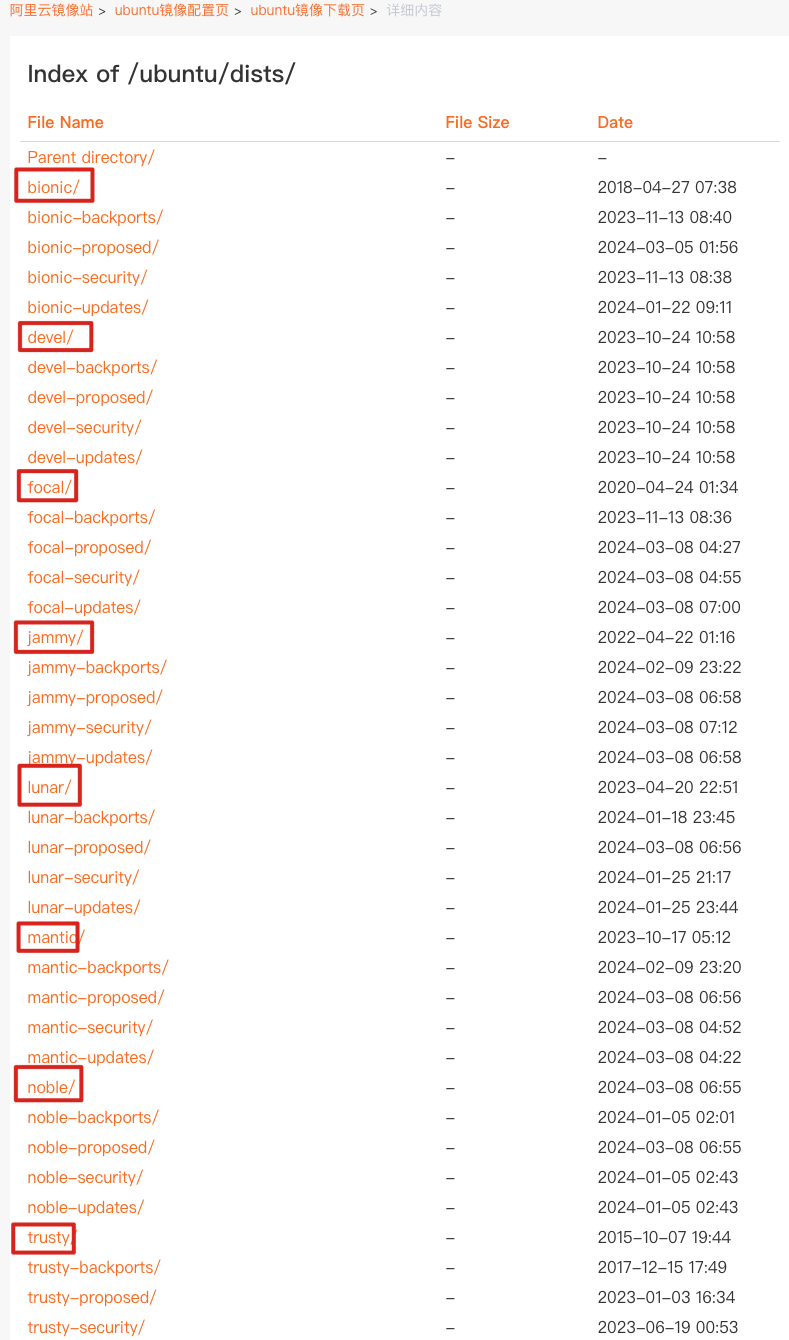 阿里云镜像站 > ubuntu镜像配置页 > ubuntu镜像下载页 > 详细内容
Index of /ubuntu/dists/
File Name File Size Date
Parent directory/ – –
bionic/ – 2018-04-27 07:38
bionic-backports/ – 2023-11-13 08:40
bionic-proposed/ – 2024-03-05 01:56
bionic-security/ – 2023-11-13 08:38
bionic-updates/ – 2024-01-22 09:11
devel/ – 2023-10-24 10:58
devel-backports/ – 2023-10-24 10:58
devel-proposed/ – 2023-10-24 10:58
devel-security/ – 2023-10-24 10:58
devel-updates/ – 2023-10-24 10:58
focal/ – 2020-04-24 01:34
focal-backports/ – 2023-11-13 08:36
focal-proposed/ – 2024-03-08 04:27
focal-security/ – 2024-03-08 04:55
focal-updates/ – 2024-03-08 07:00
jammy/ – 2022-04-22 01:16
jammy-backports/ – 2024-02-09 23:22
jammy-proposed/ – 2024-03-08 06:58
jammy-security/ – 2024-03-08 07:12
jammy-updates/ – 2024-03-08 06:58
lunar/ – 2023-04-20 22:51
lunar-backports/ – 2024-01-18 23:45
lunar-proposed/ – 2024-03-08 06:56
lunar-security/ – 2024-01-25 21:17
lunar-updates/ – 2024-01-25 23:44
mantic/ – 2023-10-17 05:12
mantic-backports/ – 2024-02-09 23:20
mantic-proposed/ – 2024-03-08 06:56
mantic-security/ – 2024-03-08 04:52
mantic-updates/ – 2024-03-08 04:22
noble/ – 2024-03-08 06:55
noble-backports/ – 2024-01-05 02:01
noble-proposed/ – 2024-03-08 06:55
noble-security/ – 2024-01-05 02:43
noble-updates/ – 2024-01-05 02:43
trusty/ – 2015-10-07 19:44
trusty-backports/ – 2017-12-15 17:49
trusty-proposed/ – 2023-01-03 16:34
trusty-security/ – 2023-06-19 00:53